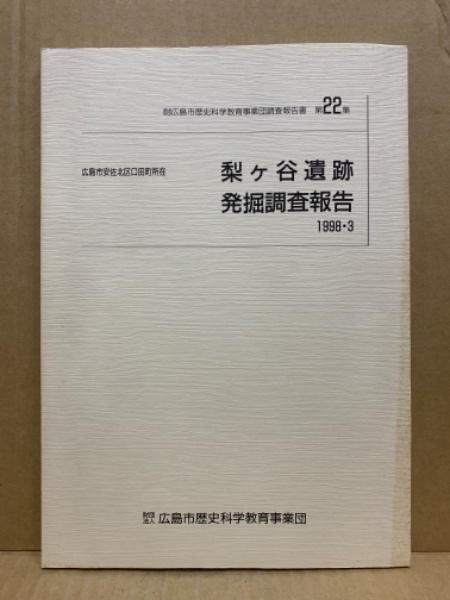 ㈶広島市歴史科学教育事業団調査報告書 第22集
広島市安佐北区口田町所在
梨ヶ谷遺跡
発掘調査報告
1998・3
財団法人 広島市歴史科学教育事業団